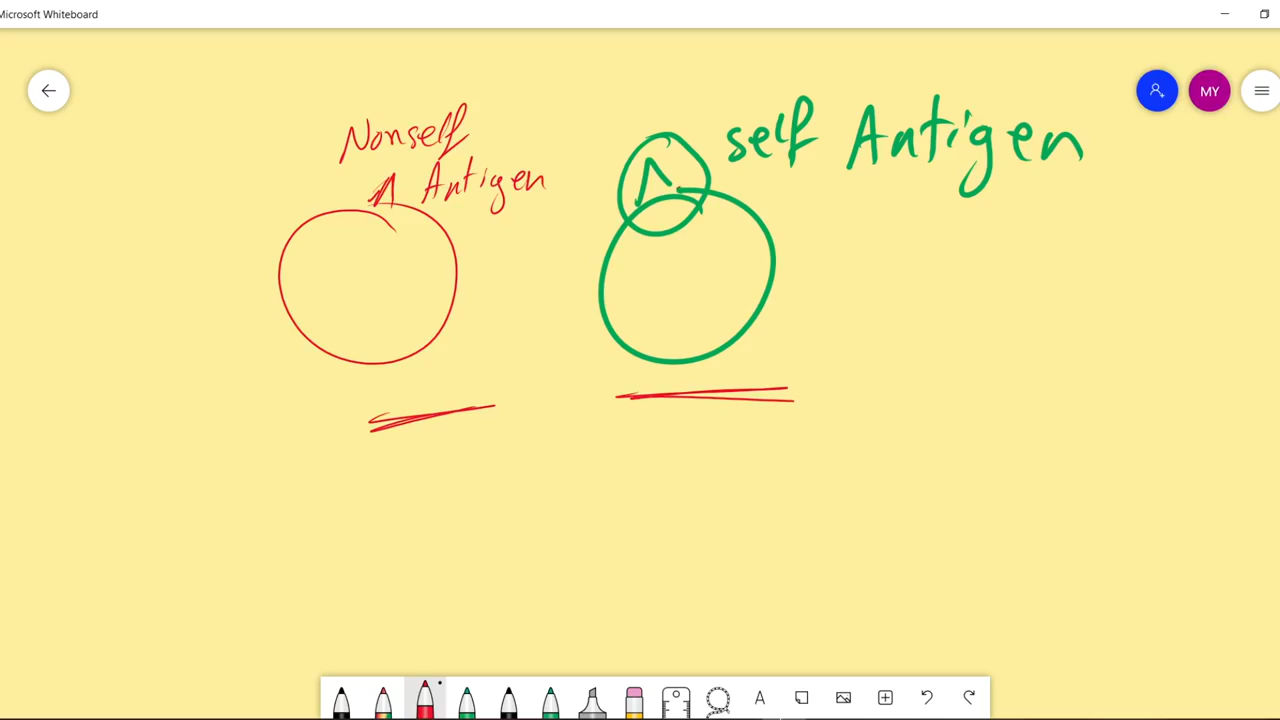 Microsoft Whiteboard
MY
Nonself
Antigen
self Antigen
A